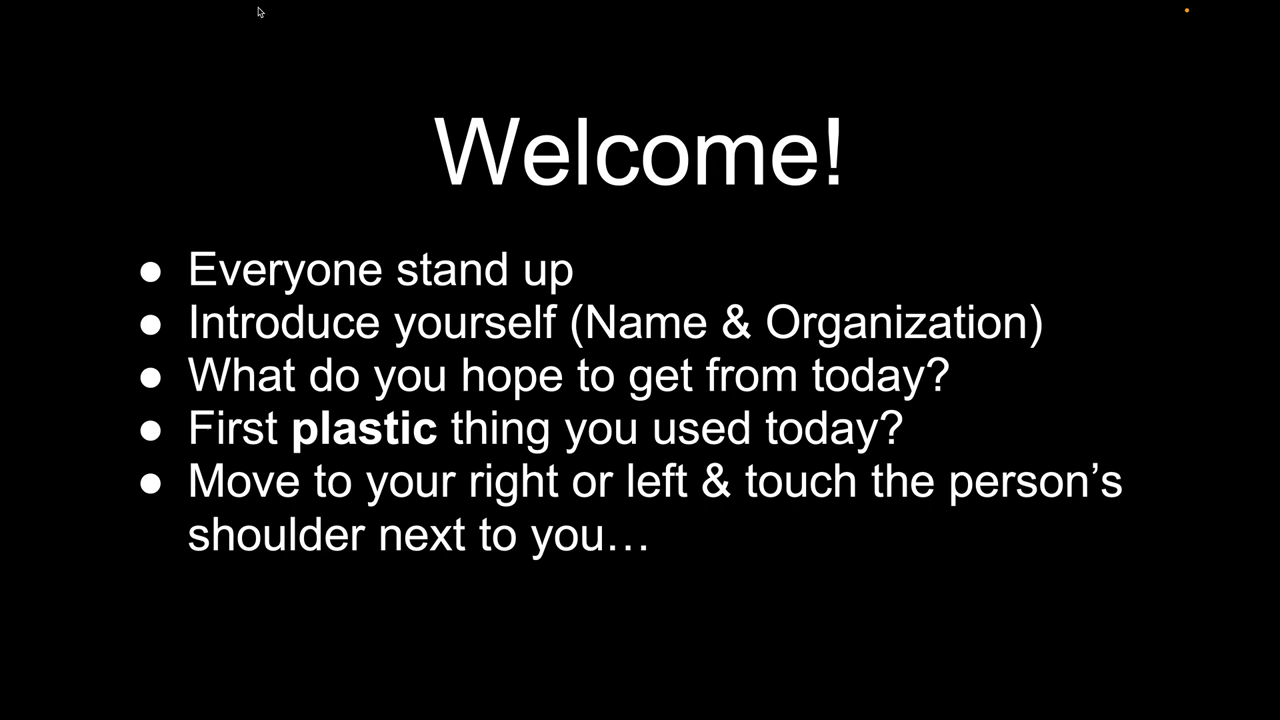 Welcome!
● Everyone stand up
● Introduce yourself (Name & Organization)
● What do you hope to get from today?
● First plastic thing you used today?
● Move to your right or left & touch the person’s
shoulder next to you…